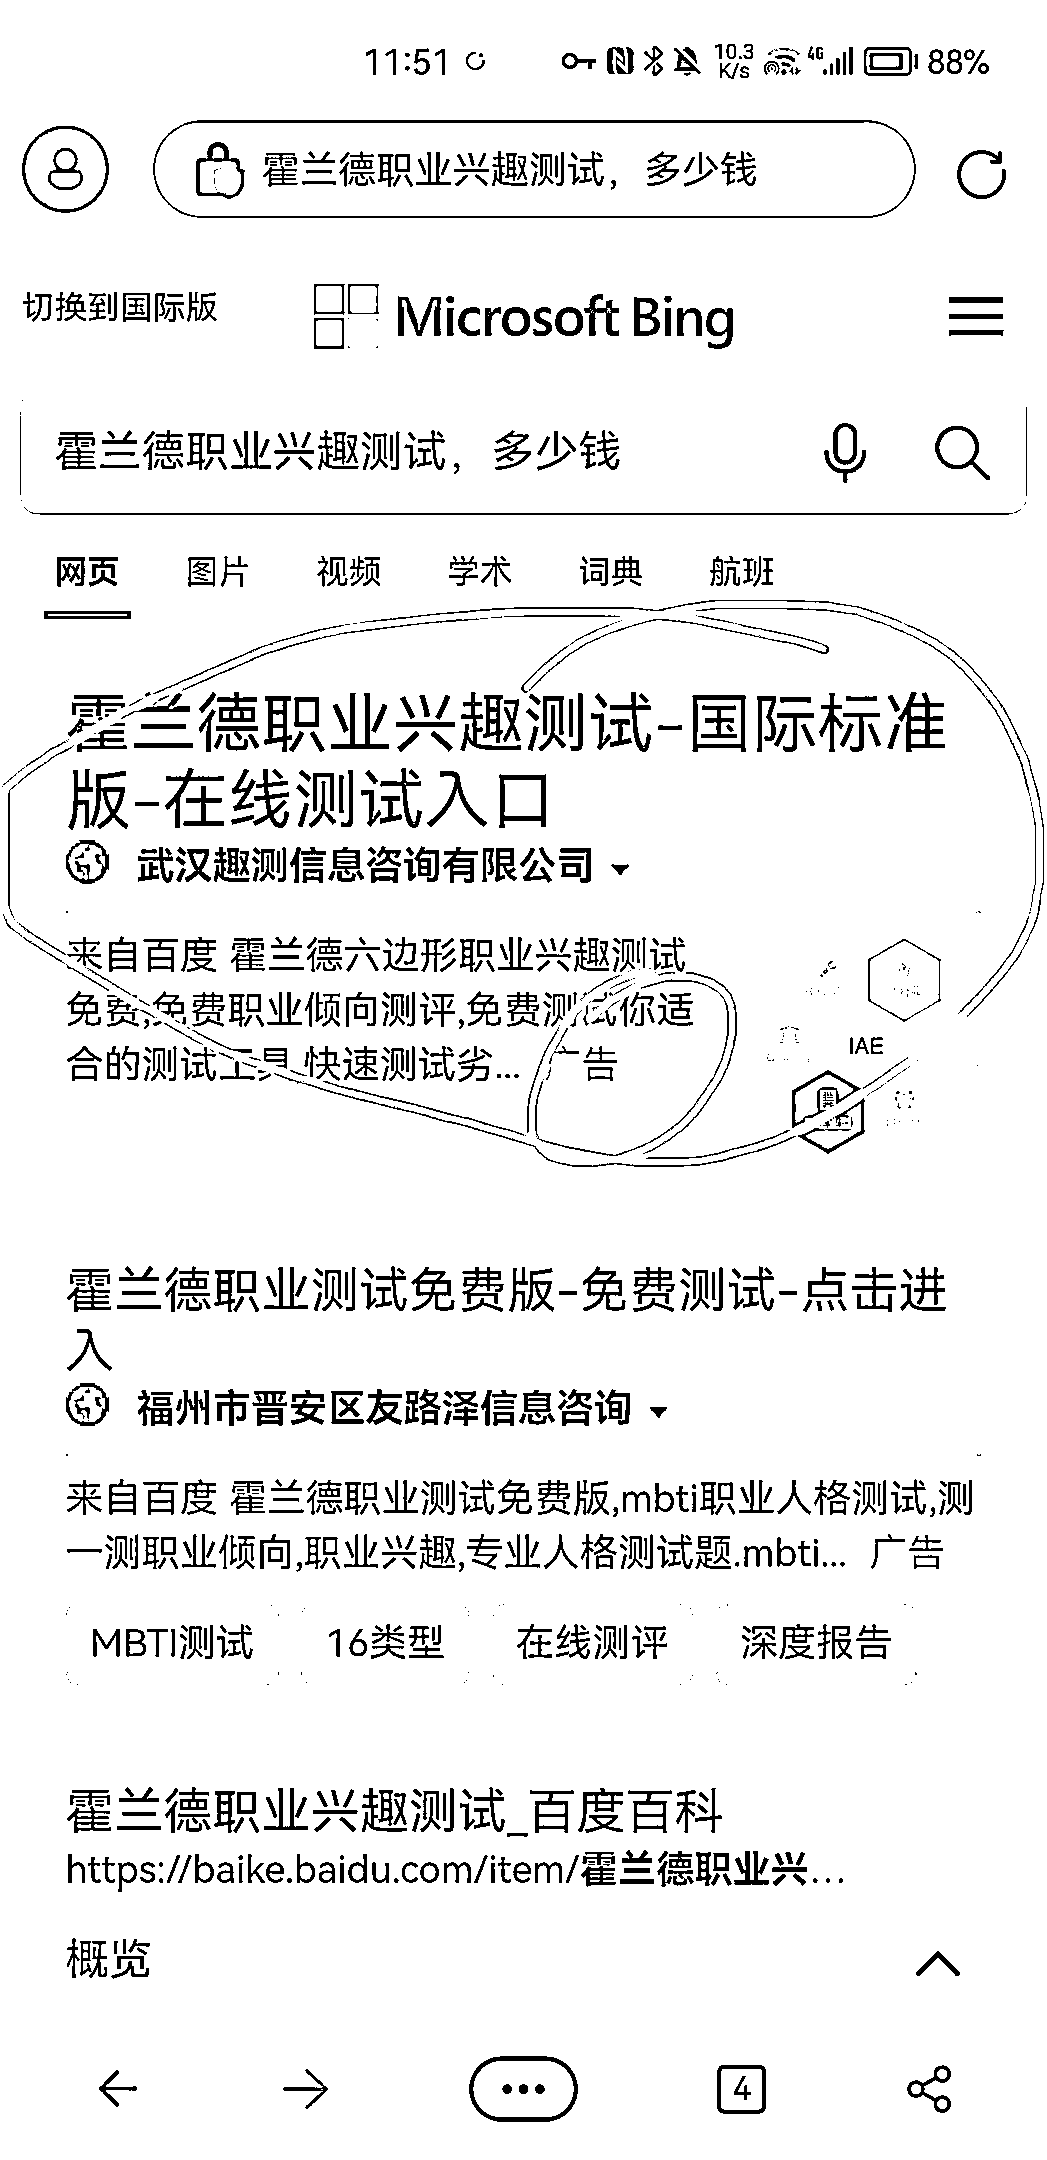 11:51 10.3 K/s 4G 88%
霍兰德职业兴趣测试，多少钱
切换到国际版 Microsoft Bing
霍兰德职业兴趣测试，多少钱
网页 图片 视频 学术 词典 航班
霍兰德职业兴趣测试-国际标准
版-在线测试入口
武汉趣测信息咨询有限公司
来自百度 霍兰德六边形职业兴趣测试
免费,免费职业倾向测评,免费测试你适
合的测试工具,快速测试劣... 广告
IAE
霍兰德职业测试免费版-免费测试-点击进
入
福州市晋安区友路泽信息咨询
来自百度 霍兰德职业测试免费版,mbti职业人格测试,测
一测职业倾向,职业兴趣,专业人格测试题.mbti... 广告
MBTI测试 16类型 在线测评 深度报告
霍兰德职业兴趣测试_百度百科
https://baike.baidu.com/item/霍兰德职业兴...
概览
4